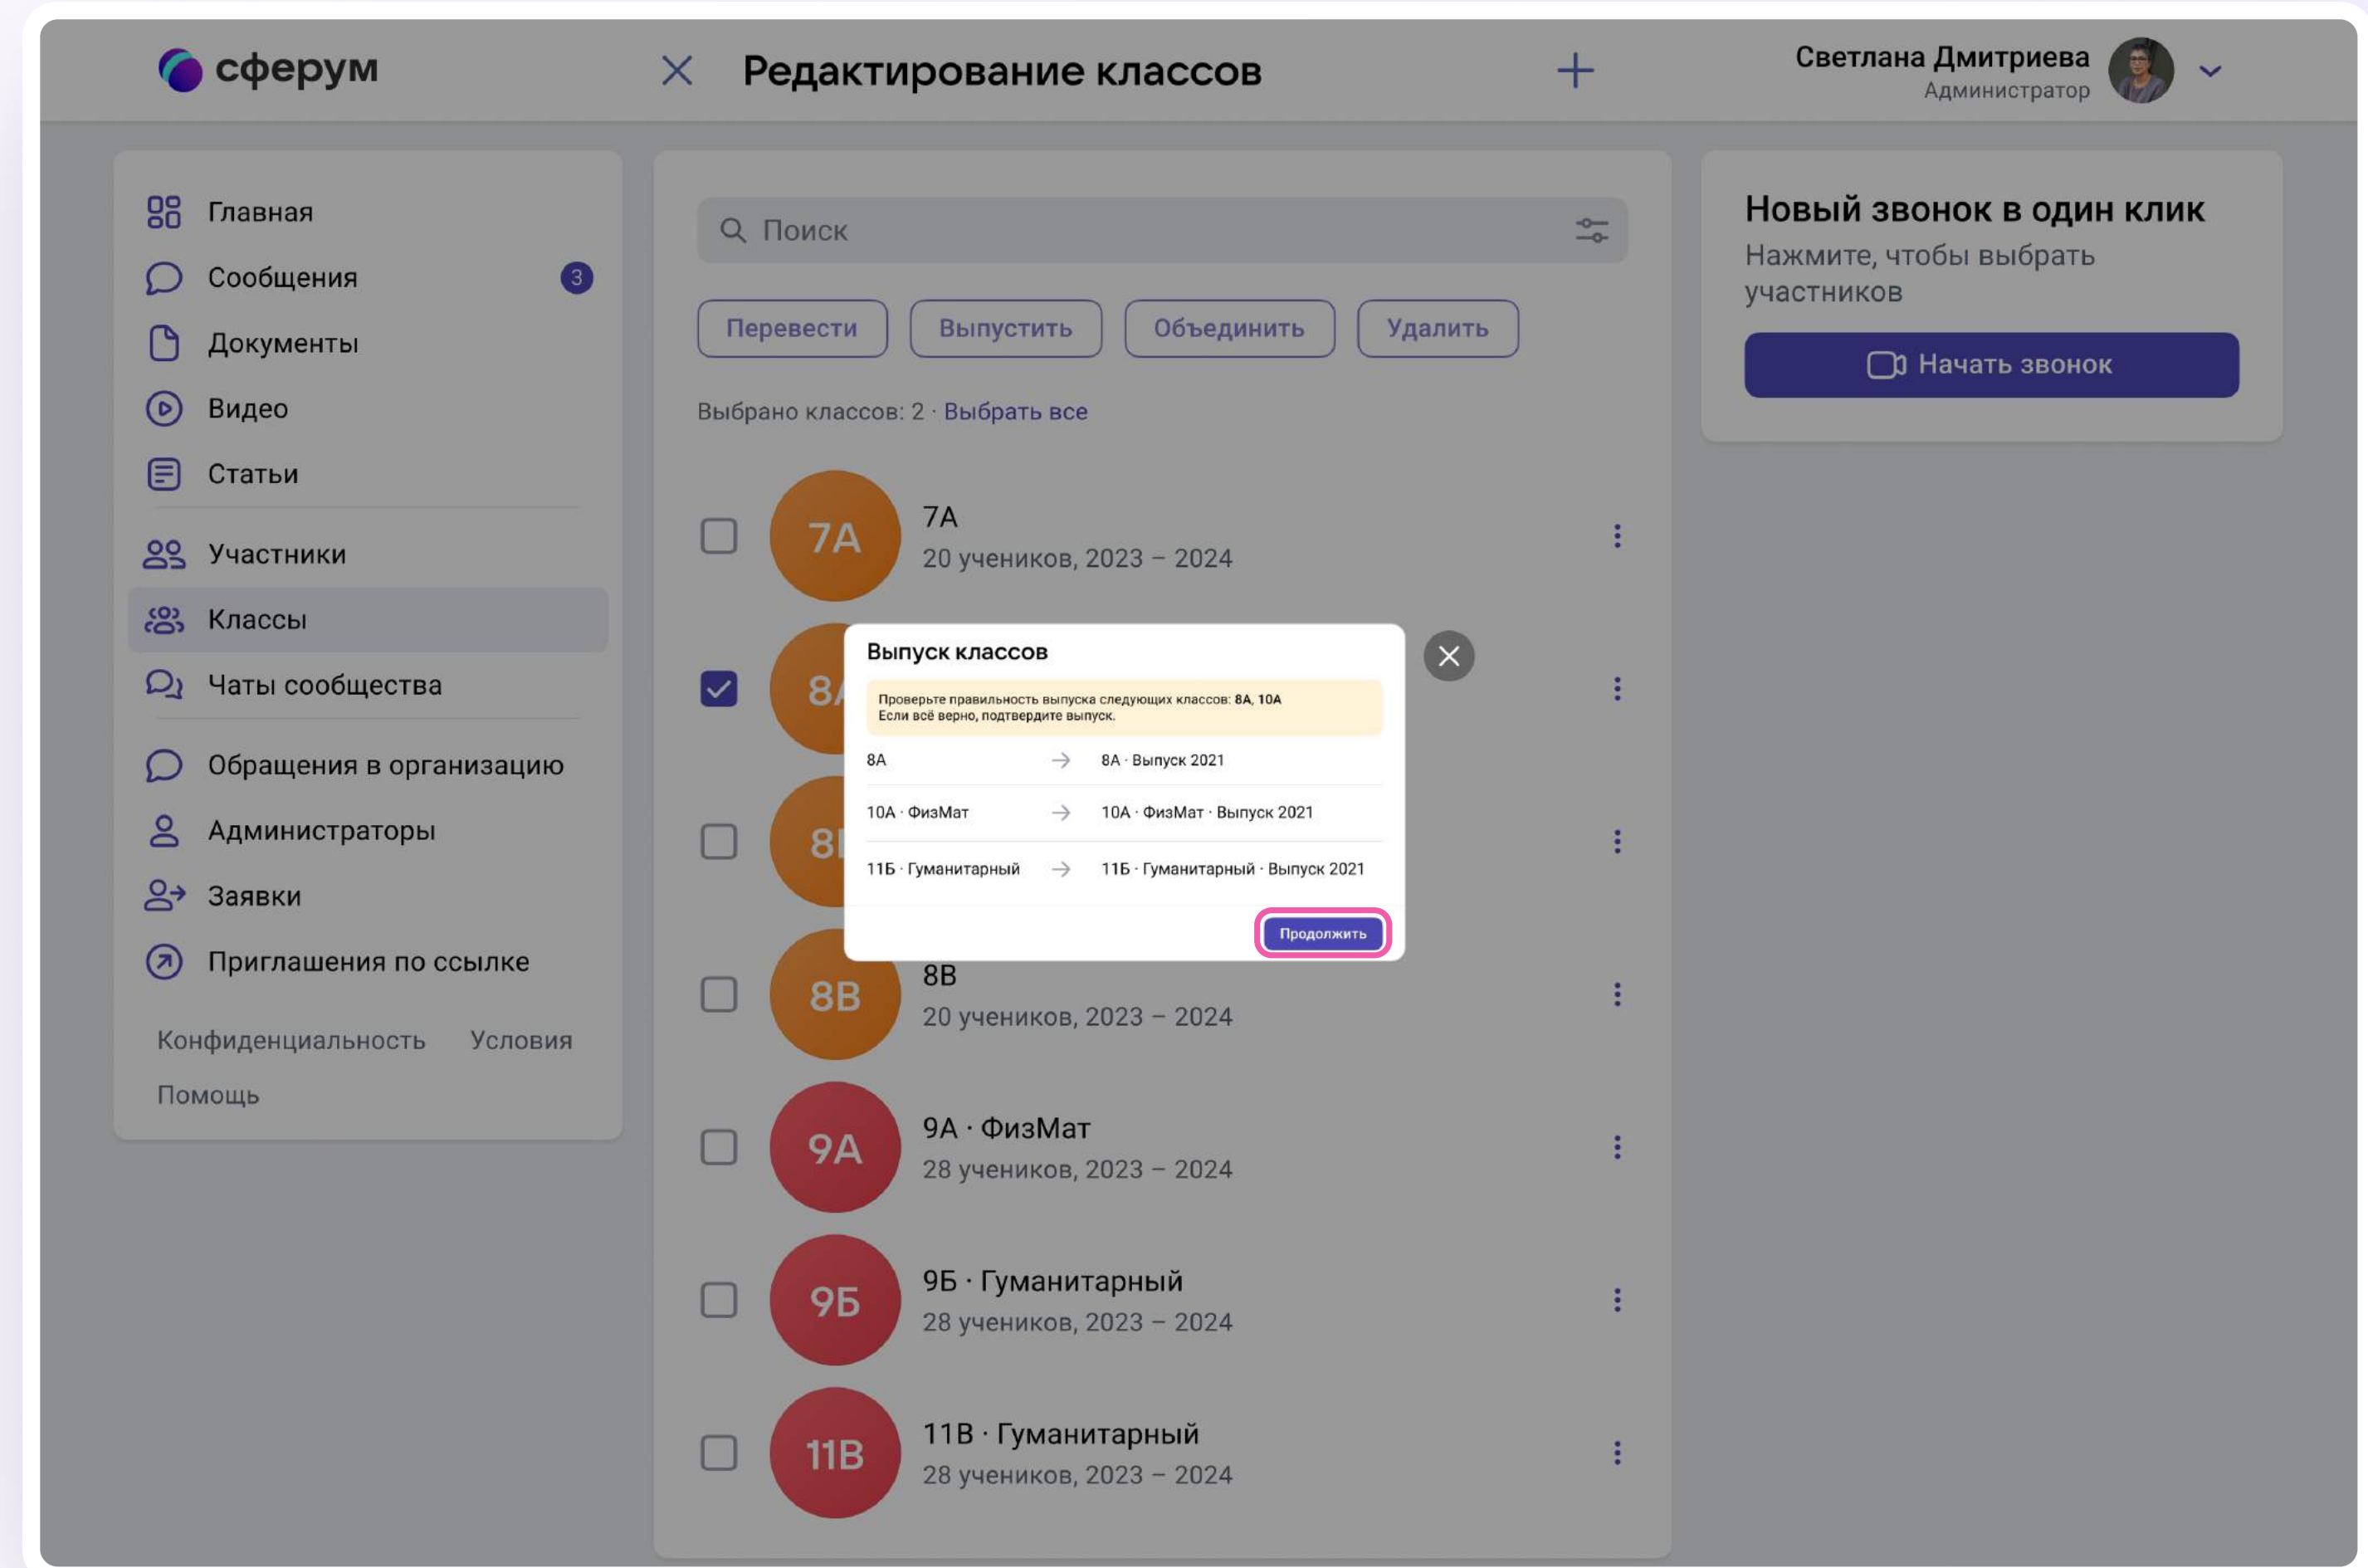 сферум
Редактирование классов
Светлана Дмитриева
Администратор
Главная
Сообщения 3
Документы
Видео
Статьи
Участники
Классы
Чаты сообщества
Обращения в организацию
Администраторы
Заявки
Приглашения по ссылке
Конфиденциальность Условия
Помощь
Поиск
Перевести Выпустить Объединить Удалить
Выбрано классов: 2 · Выбрать все
7А 7А
20 учеников, 2023 – 2024
Выпуск классов
Проверьте правильность выпуска следующих классов: 8А, 10А
Если всё верно, подтвердите выпуск.
8А → 8А · Выпуск 2021
10А · ФизМат → 10А · ФизМат · Выпуск 2021
11Б · Гуманитарный → 11Б · Гуманитарный · Выпуск 2021
Продолжить
8В 8В
20 учеников, 2023 – 2024
9А 9А · ФизМат
28 учеников, 2023 – 2024
9Б 9Б · Гуманитарный
28 учеников, 2023 – 2024
11В 11В · Гуманитарный
28 учеников, 2023 – 2024
Новый звонок в один клик
Нажмите, чтобы выбрать
участников
Начать звонок